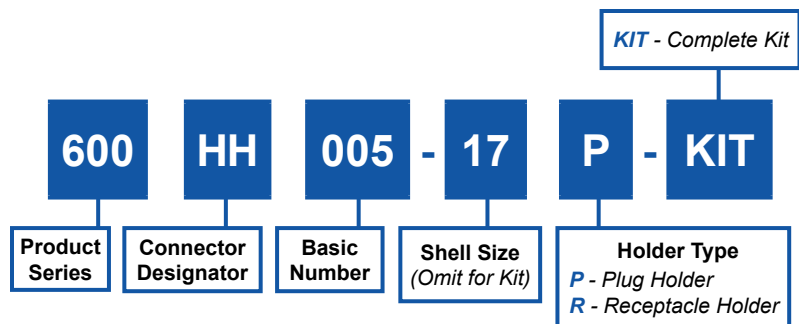 KIT - Complete Kit
600 HH 005 - 17 P - KIT
Product
Series
Connector
Designator
Basic
Number
Shell Size
(Omit for Kit)
Holder Type
P - Plug Holder
R - Receptacle Holder